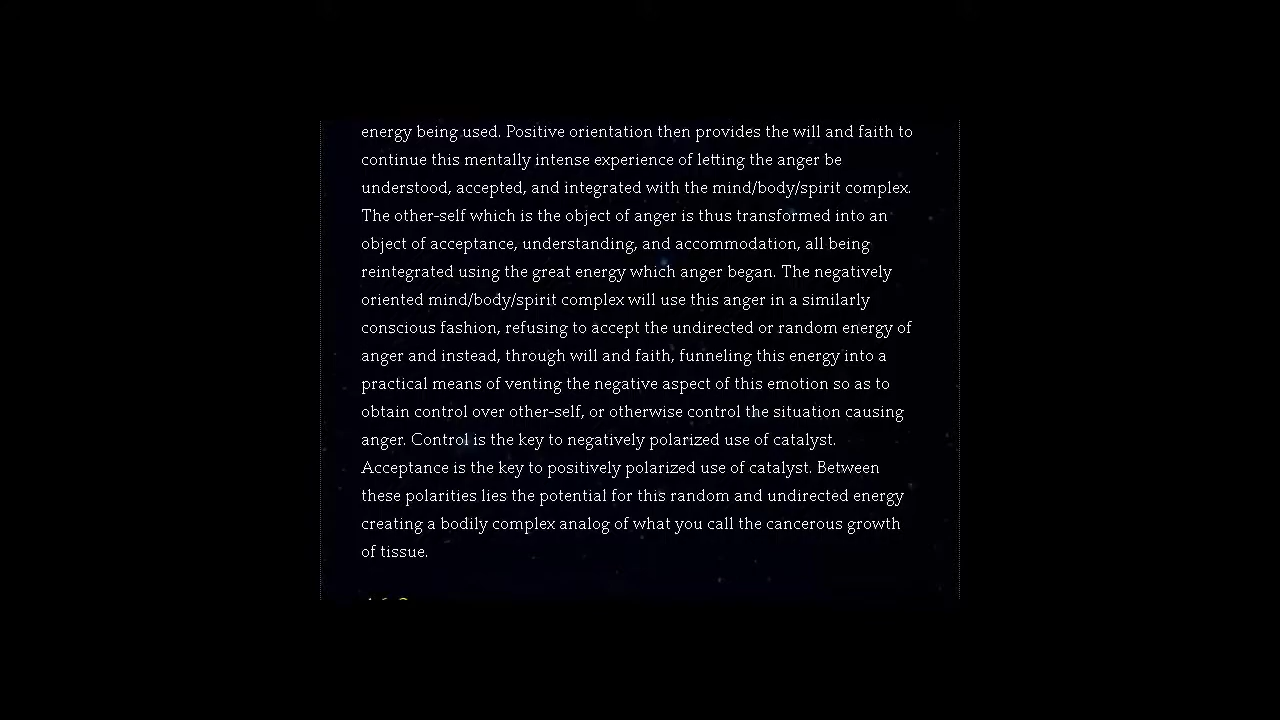 energy being used. Positive orientation then provides the will and faith to
continue this mentally intense experience of letting the anger be
understood, accepted, and integrated with the mind/body/spirit complex.
The other-self which is the object of anger is thus transformed into an
object of acceptance, understanding, and accommodation, all being
reintegrated using the great energy which anger began. The negatively
oriented mind/body/spirit complex will use this anger in a similarly
conscious fashion, refusing to accept the undirected or random energy of
anger and instead, through will and faith, funneling this energy into a
practical means of venting the negative aspect of this emotion so as to
obtain control over other-self, or otherwise control the situation causing
anger. Control is the key to negatively polarized use of catalyst.
Acceptance is the key to positively polarized use of catalyst. Between
these polarities lies the potential for this random and undirected energy
creating a bodily complex analog of what you call the cancerous growth
of tissue.